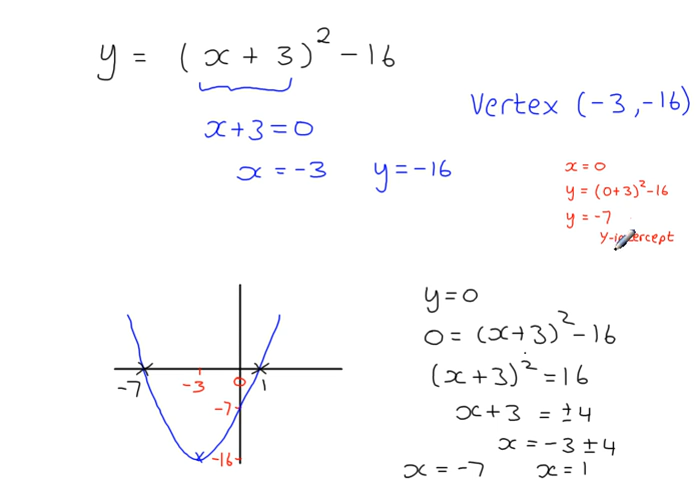 y = (x + 3)² - 16
x + 3 = 0
x = -3 y = -16
Vertex (-3, -16)
x = 0
y = (0+3)² - 16
y = -7
Y-intercept
y = 0
0 = (x+3)² - 16
(x+3)² = 16
x + 3 = ±4
x = -3 ± 4
x = -7 x = 1
-7 -3 0 1
-7
-16